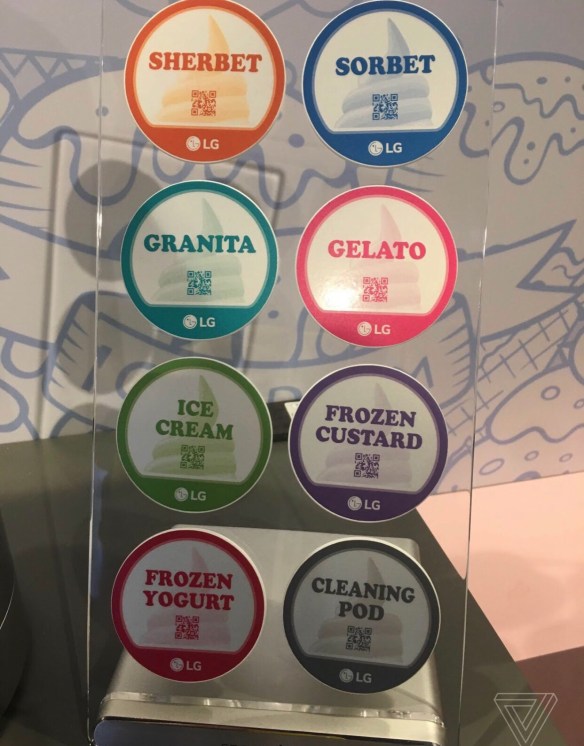 SHERBET
LG
SORBET
LG
GRANITA
LG
GELATO
LG
ICE
CREAM
LG
FROZEN
CUSTARD
LG
FROZEN
YOGURT
LG
CLEANING
POD
LG